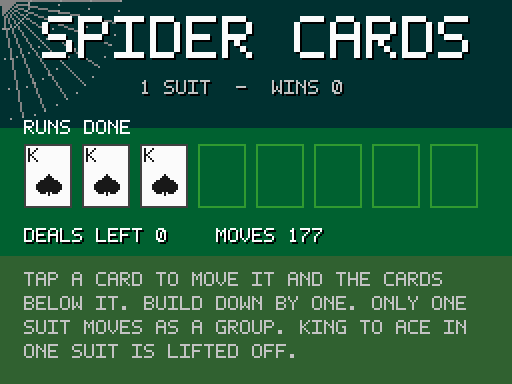 SPIDER CARDS
1 SUIT - WINS 0
RUNS DONE
K K K
DEALS LEFT 0 MOVES 177
TAP A CARD TO MOVE IT AND THE CARDS
BELOW IT. BUILD DOWN BY ONE. ONLY ONE
SUIT MOVES AS A GROUP. KING TO ACE IN
ONE SUIT IS LIFTED OFF.